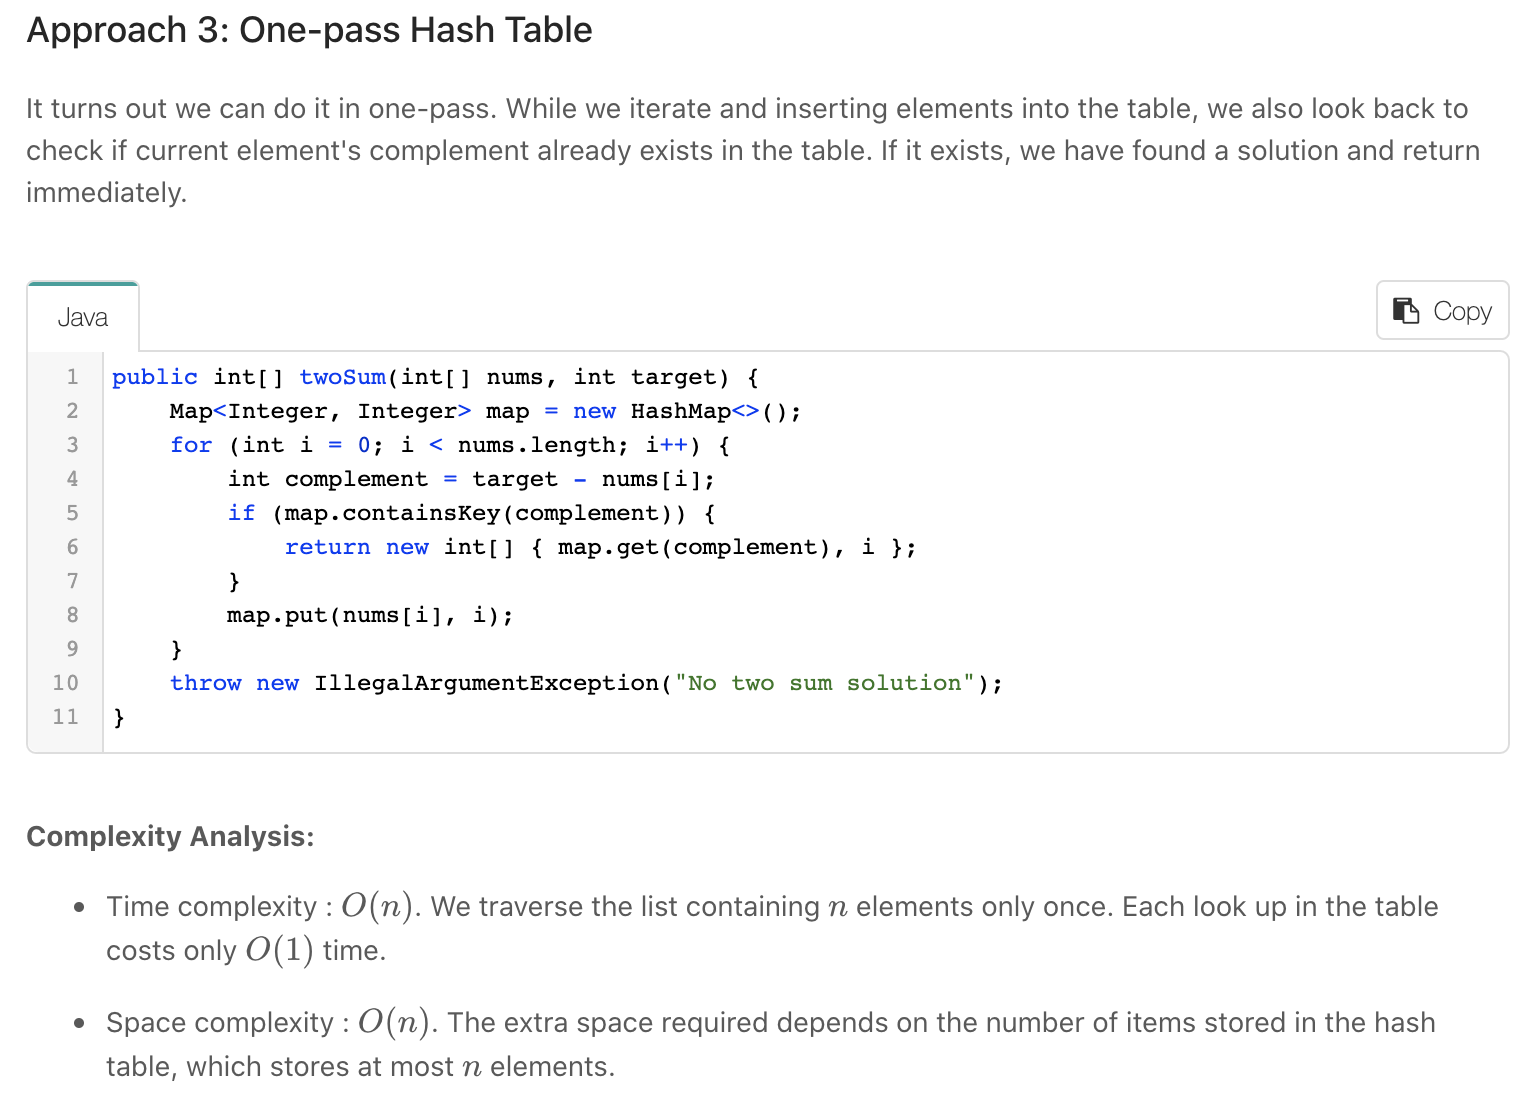 Approach 3: One-pass Hash Table
It turns out we can do it in one-pass. While we iterate and inserting elements into the table, we also look back to
check if current element's complement already exists in the table. If it exists, we have found a solution and return
immediately.
Java
Copy
1 public int[] twoSum(int[] nums, int target) {
2     Map<Integer, Integer> map = new HashMap<>();
3     for (int i = 0; i < nums.length; i++) {
4         int complement = target - nums[i];
5         if (map.containsKey(complement)) {
6             return new int[] { map.get(complement), i };
7         }
8         map.put(nums[i], i);
9     }
10     throw new IllegalArgumentException("No two sum solution");
11 }
Complexity Analysis:
• Time complexity : O(n). We traverse the list containing n elements only once. Each look up in the table
costs only O(1) time.
• Space complexity : O(n). The extra space required depends on the number of items stored in the hash
table, which stores at most n elements.